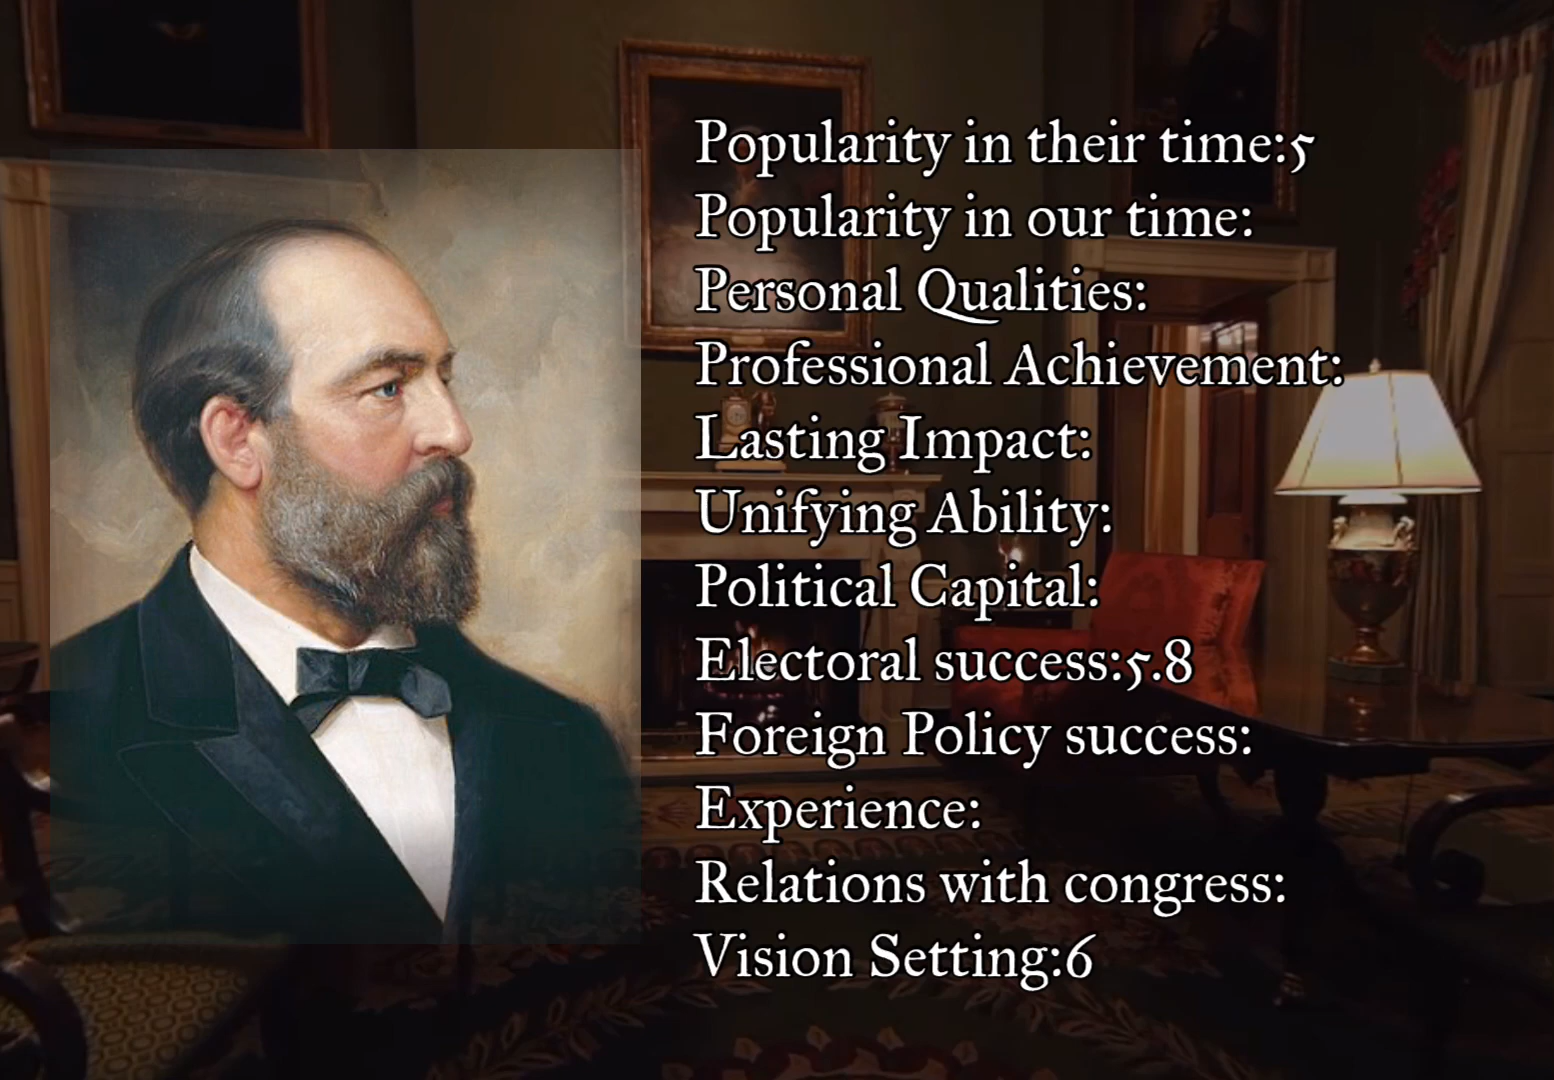 Popularity in their time:5
Popularity in our time:
Personal Qualities:
Professional Achievement:
Lasting Impact:
Unifying Ability:
Political Capital:
Electoral success:5.8
Foreign Policy success:
Experience:
Relations with congress:
Vision Setting:6